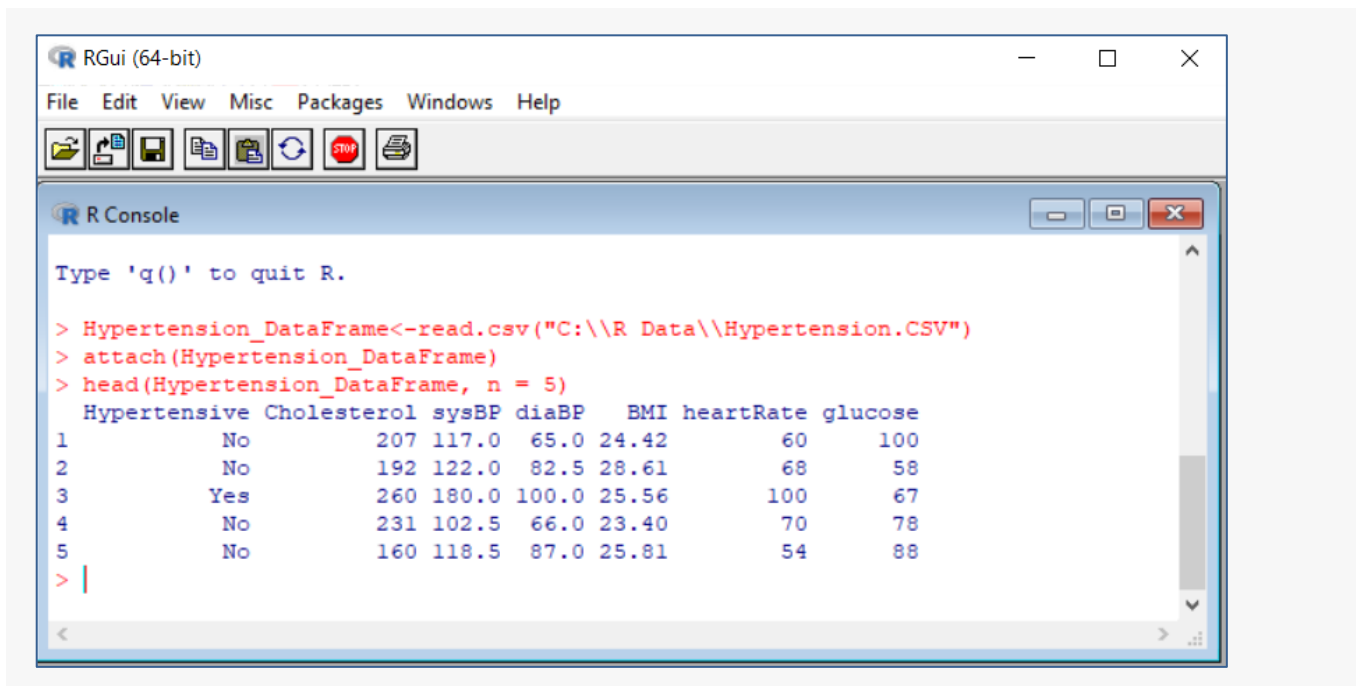 RGui (64-bit)
File Edit View Misc Packages Windows Help
STOP
R Console
Type 'q()' to quit R.
> Hypertension_DataFrame<-read.csv("C:\\R Data\\Hypertension.CSV")
> attach(Hypertension_DataFrame)
> head(Hypertension_DataFrame, n = 5)
  Hypertensive Cholesterol sysBP diaBP   BMI heartRate glucose
1           No         207 117.0  65.0 24.42        60     100
2           No         192 122.0  82.5 28.61        68      58
3          Yes         260 180.0 100.0 25.56       100      67
4           No         231 102.5  66.0 23.40        70      78
5           No         160 118.5  87.0 25.81        54      88
>